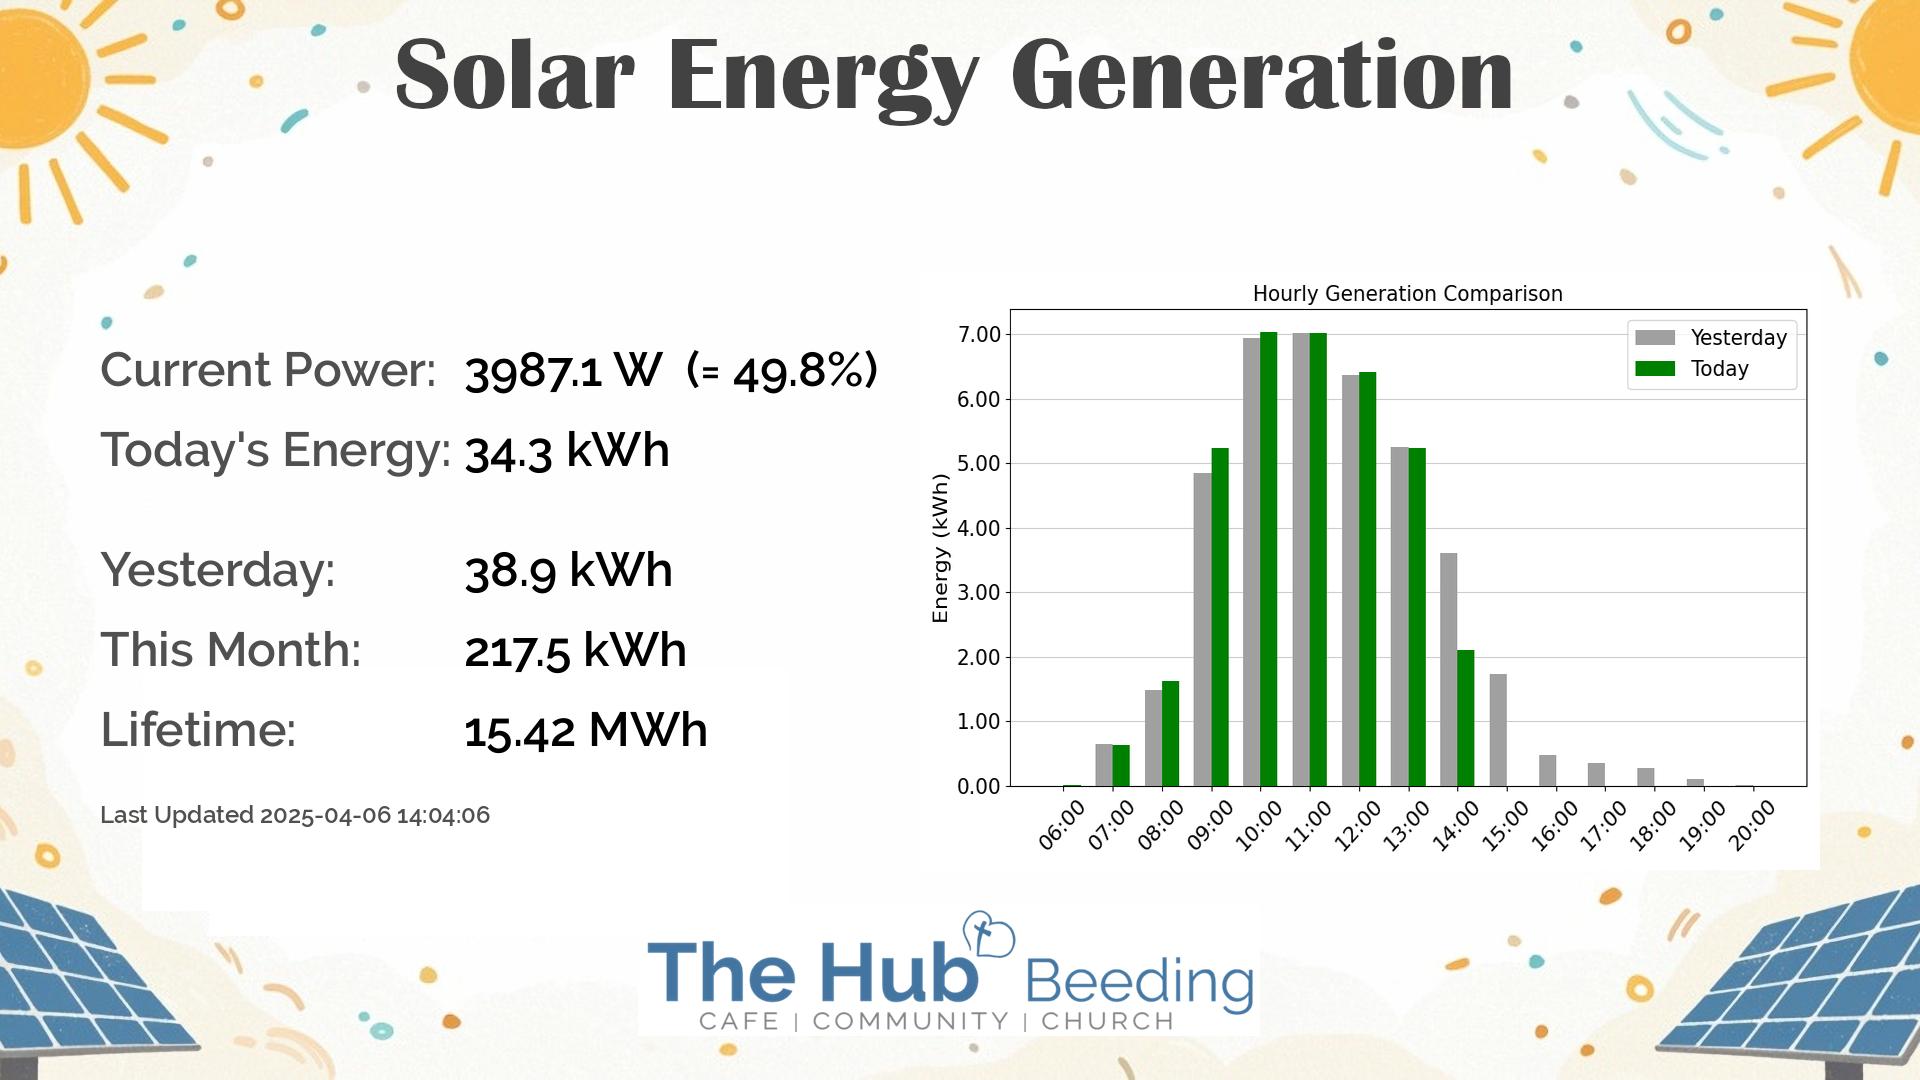 Solar Energy Generation
Current Power: 3987.1 W (= 49.8%)
Today's Energy: 34.3 kWh
Yesterday: 38.9 kWh
This Month: 217.5 kWh
Lifetime: 15.42 MWh
Last Updated 2025-04-06 14:04:06
Hourly Generation Comparison
Yesterday
Today
Energy (kWh)
7.00
6.00
5.00
4.00
3.00
2.00
1.00
0.00
06:00 07:00 08:00 09:00 10:00 11:00 12:00 13:00 14:00 15:00 16:00 17:00 18:00 19:00 20:00
The Hub Beeding
CAFE | COMMUNITY | CHURCH